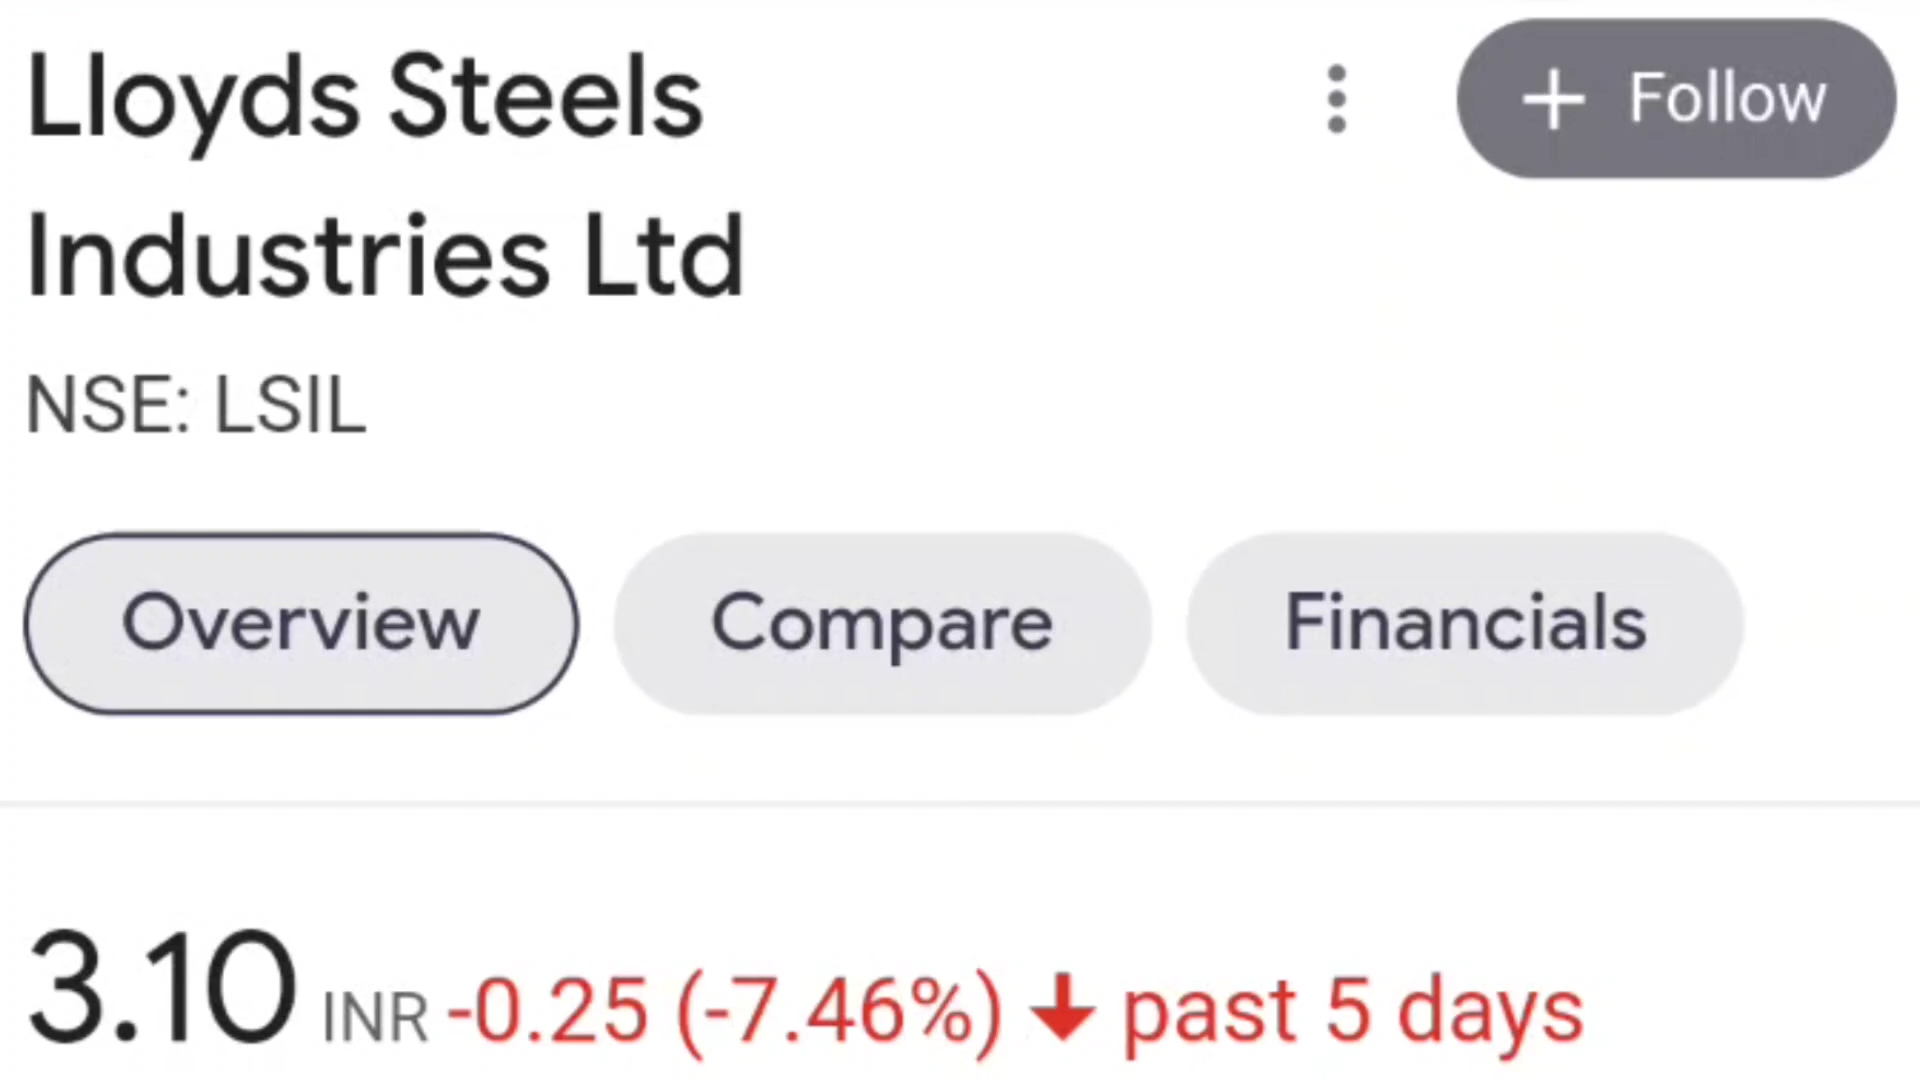 Lloyds Steels
+ Follow
Industries Ltd
NSE: LSIL
Overview
Compare
Financials
3.10 INR -0.25 (-7.46%) ↓ past 5 days